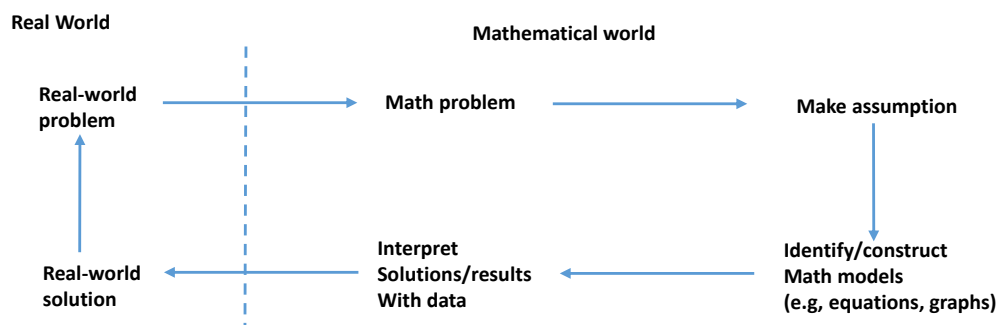 Real World
Mathematical world
Real-world
problem
Math problem
Make assumption
Identify/construct
Math models
(e.g, equations, graphs)
Interpret
Solutions/results
With data
Real-world
solution